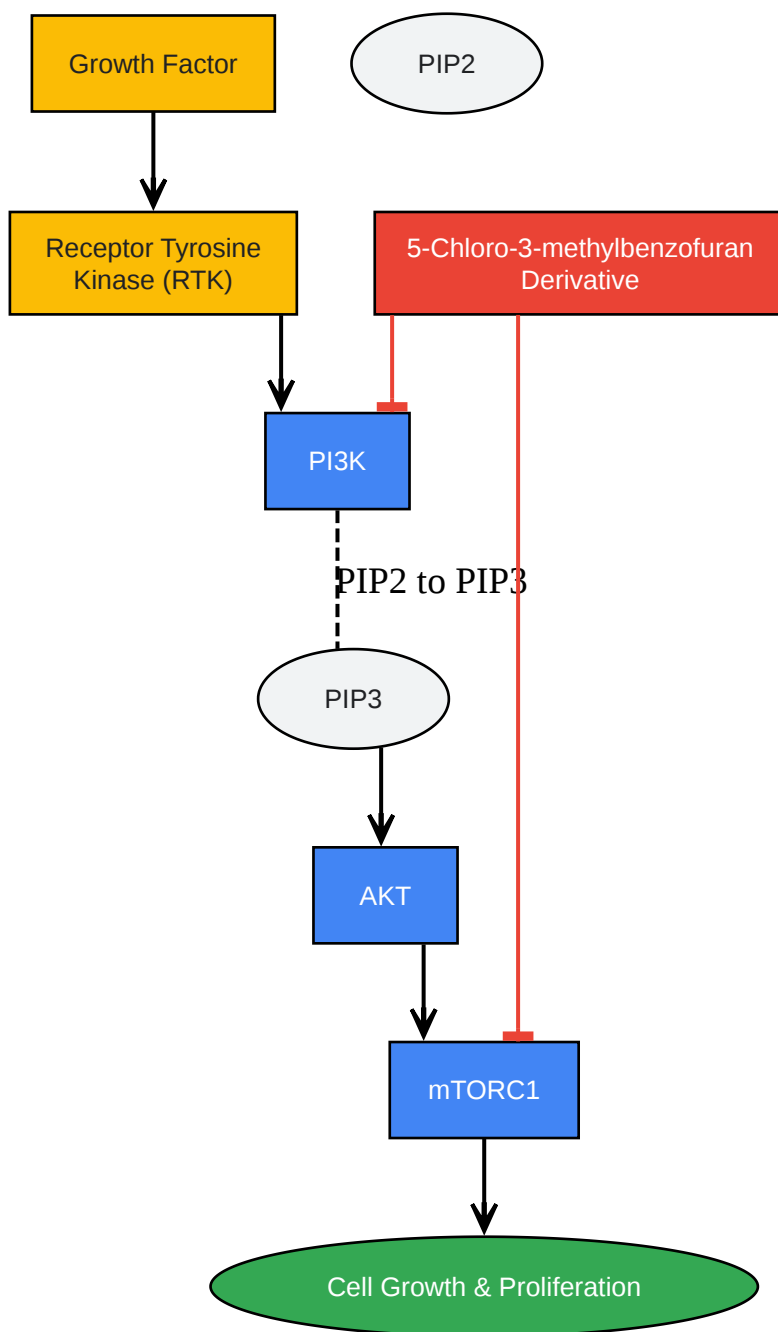 Growth Factor
PIP2
Receptor Tyrosine
Kinase (RTK)
5-Chloro-3-methylbenzofuran
Derivative
PI3K
PIP2 to PIP3
PIP3
AKT
mTORC1
Cell Growth & Proliferation